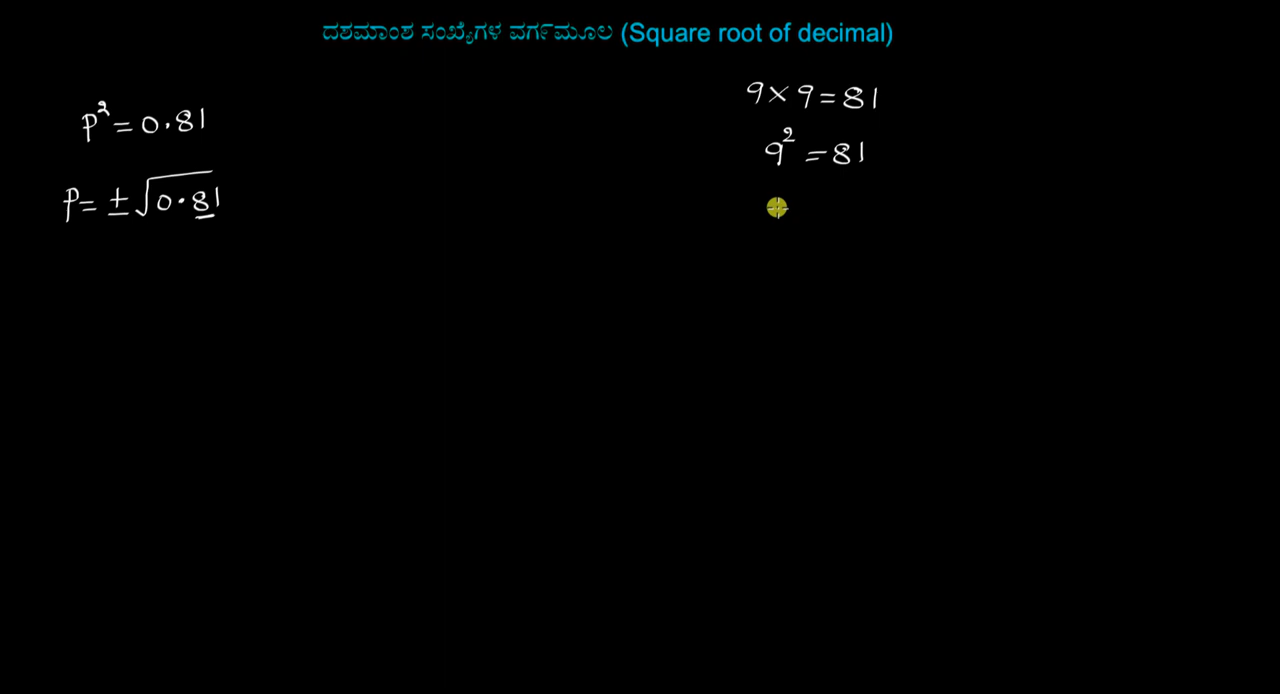 ದಶಮಾಂಶ ಸಂಖ್ಯೆಗಳ ವರ್ಗಮೂಲ (Square root of decimal)
p² = 0.81
p = ± √0.81
9 × 9 = 81
9² = 81